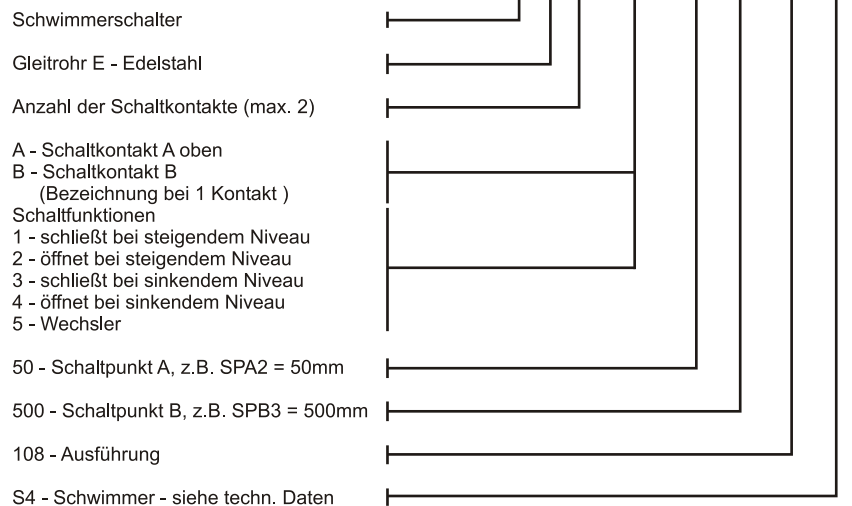 Schwimmerschalter
Gleitrohr E - Edelstahl
Anzahl der Schaltkontakte (max. 2)
A - Schaltkontakt A oben
B - Schaltkontakt B
(Bezeichnung bei 1 Kontakt )
Schaltfunktionen
1 - schließt bei steigendem Niveau
2 - öffnet bei steigendem Niveau
3 - schließt bei sinkendem Niveau
4 - öffnet bei sinkendem Niveau
5 - Wechsler
50 - Schaltpunkt A, z.B. SPA2 = 50mm
500 - Schaltpunkt B, z.B. SPB3 = 500mm
108 - Ausführung
S4 - Schwimmer - siehe techn. Daten